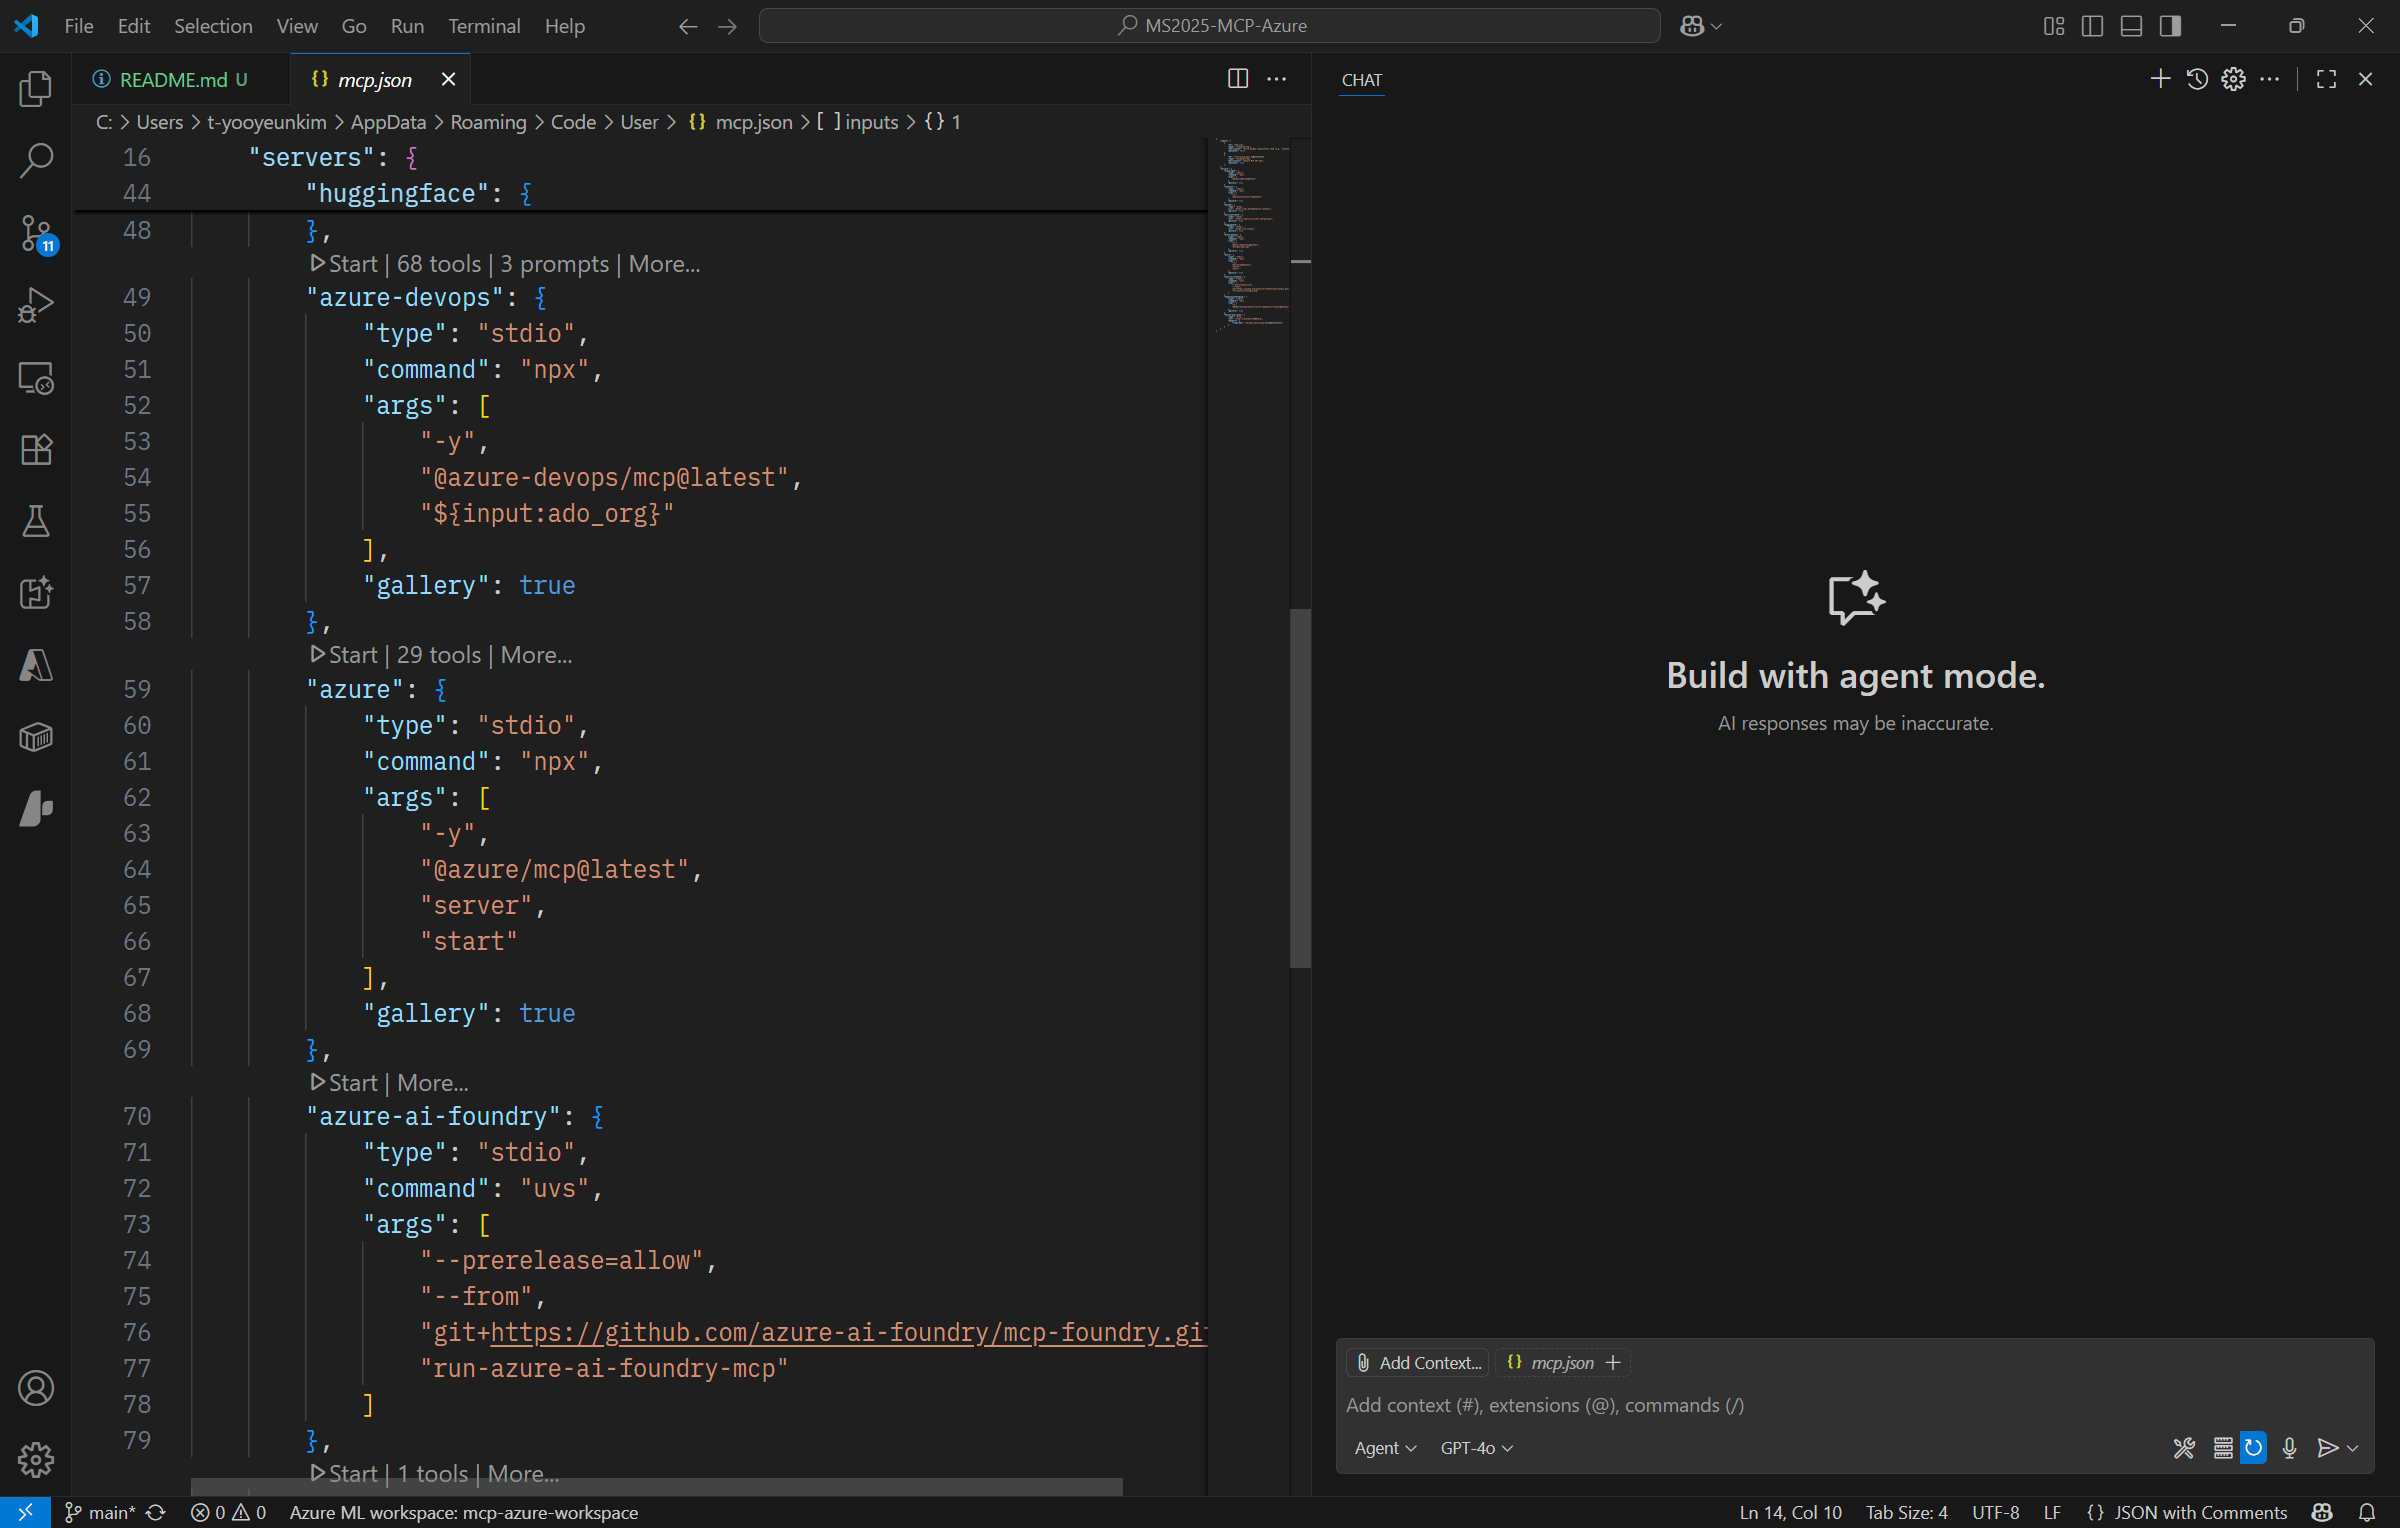 File Edit Selection View Go Run Terminal Help
MS2025-MCP-Azure
README.md U
mcp.json
C: > Users > t-yooyeunkim > AppData > Roaming > Code > User > {} mcp.json > [ ] inputs > {} 1
16 "servers": {
44 "huggingface": {
48 },
Start | 68 tools | 3 prompts | More...
49 "azure-devops": {
50 "type": "stdio",
51 "command": "npx",
52 "args": [
53 "-y",
54 "@azure-devops/mcp@latest",
55 "${input:ado_org}"
56 ],
57 "gallery": true
58 },
Start | 29 tools | More...
59 "azure": {
60 "type": "stdio",
61 "command": "npx",
62 "args": [
63 "-y",
64 "@azure/mcp@latest",
65 "server",
66 "start"
67 ],
68 "gallery": true
69 },
Start | More...
70 "azure-ai-foundry": {
71 "type": "stdio",
72 "command": "uvs",
73 "args": [
74 "--prerelease=allow",
75 "--from",
76 "git+https://github.com/azure-ai-foundry/mcp-foundry.git
77 "run-azure-ai-foundry-mcp"
78 ]
79 },
Start | 1 tools | More...
11
CHAT
Build with agent mode.
AI responses may be inaccurate.
Add Context...
{} mcp.json +
Add context (#), extensions (@), commands (/)
Agent
GPT-4o
main*
0
0
Azure ML workspace: mcp-azure-workspace
Ln 14, Col 10
Tab Size: 4
UTF-8
LF
{} JSON with Comments